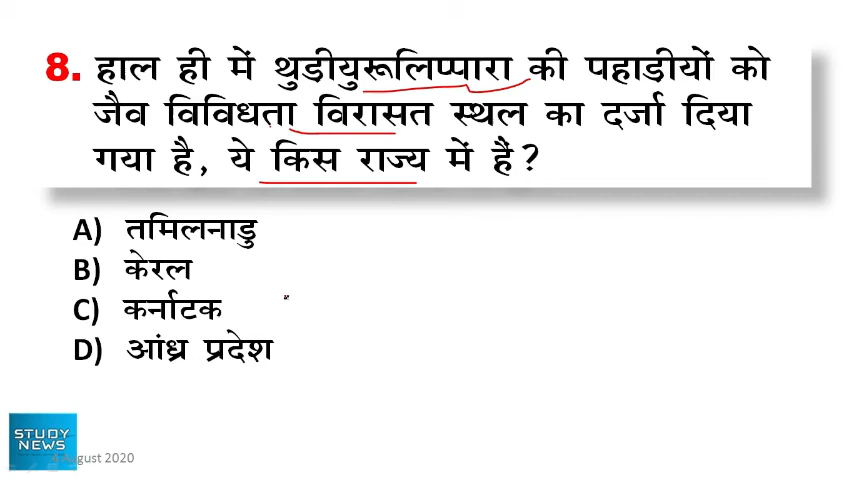 8. हाल ही में थुडीयुरूलिप्पारा की पहाडीयों को
जैव विविधता विरासत स्थल का दर्जा दिया
गया है, ये किस राज्य में हैं?
A) तमिलनाडु
B) केरल
C) कर्नाटक
D) आंध्र प्रदेश
STUDY
NEWS
August 2020